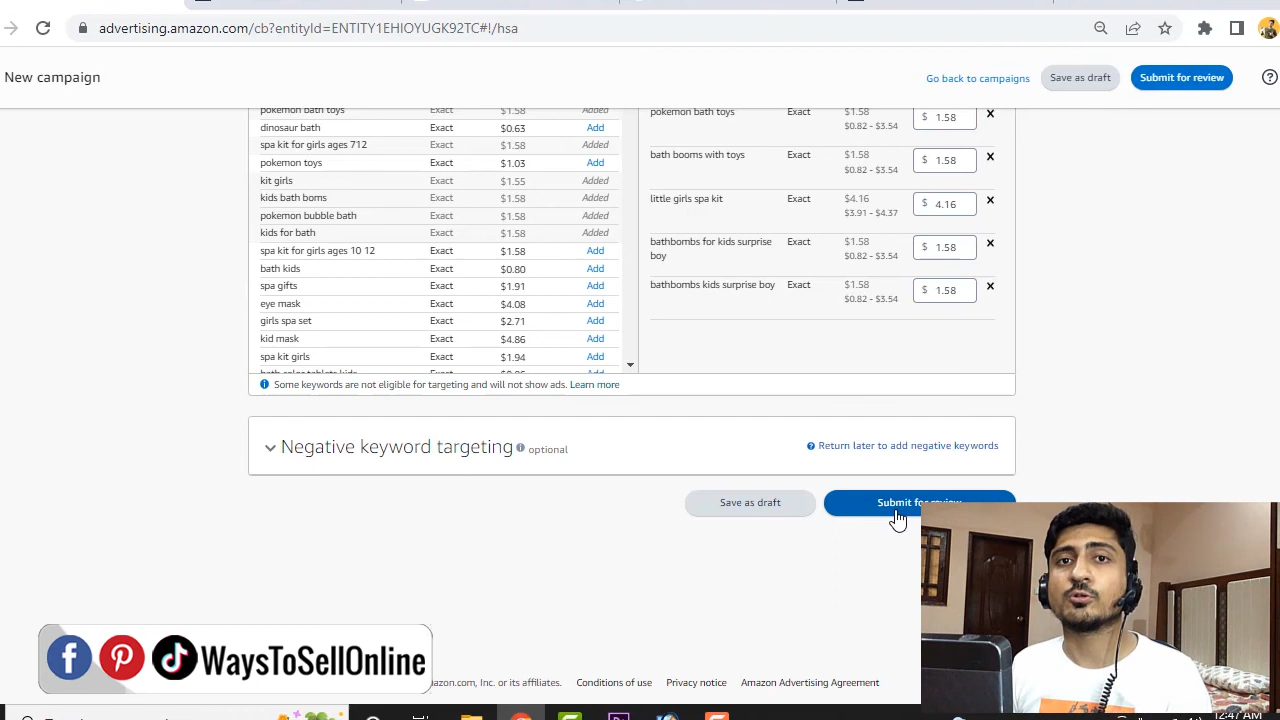 advertising.amazon.com/cb?entityId=ENTITY1EHIOYUGK92TC#!/hsa
New campaign
Go back to campaigns
Save as draft
Submit for review
pokemon bath toys Exact $1.58 Added
dinosaur bath Exact $0.63 Add
spa kit for girls ages 712 Exact $1.58 Added
pokemon toys Exact $1.03 Add
kit girls Exact $1.55 Added
kids bath boms Exact $1.58 Added
pokemon bubble bath Exact $1.58 Added
kids for bath Exact $1.58 Added
spa kit for girls ages 10 12 Exact $1.58 Add
bath kids Exact $0.80 Add
spa gifts Exact $1.91 Add
eye mask Exact $4.08 Add
girls spa set Exact $2.71 Add
kid mask Exact $4.86 Add
spa kit girls Exact $1.94 Add
pokemon bath toys Exact $1.58 $ 1.58
$0.82 - $3.54
bath booms with toys Exact $1.58 $ 1.58
$0.82 - $3.54
little girls spa kit Exact $4.16 $ 4.16
$3.91 - $4.37
bathbombs for kids surprise Exact $1.58 $ 1.58
boy $0.82 - $3.54
bathbombs kids surprise boy Exact $1.58 $ 1.58
$0.82 - $3.54
Some keywords are not eligible for targeting and will not show ads. Learn more
Negative keyword targeting optional
Return later to add negative keywords
Save as draft
Submit for review
WaysToSellOnline
Inc. or its affiliates. Conditions of use Privacy notice Amazon Advertising Agreement
12:47 AM